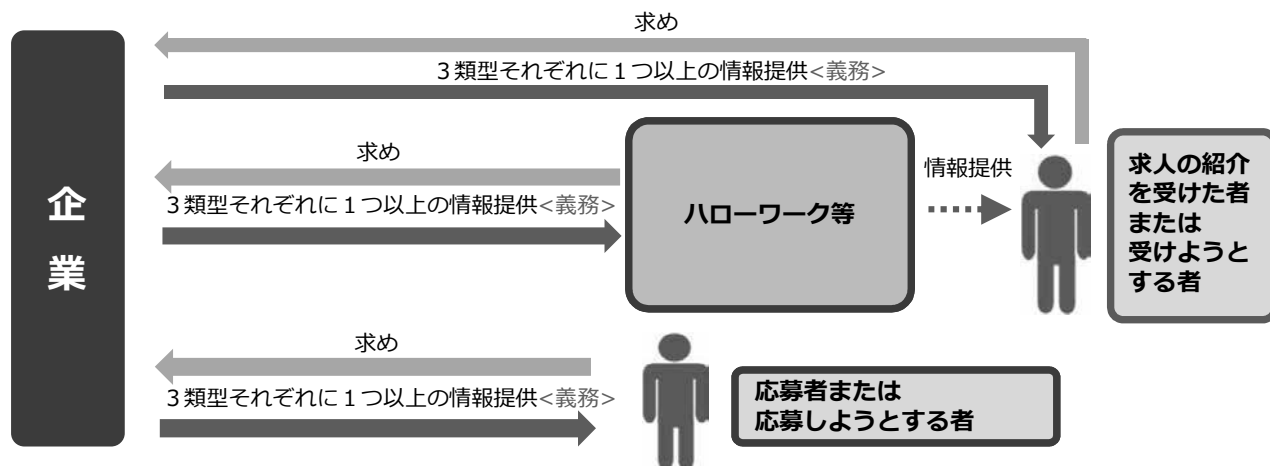 求め
3類型それぞれに1つ以上の情報提供<義務>
企
業
求め
3類型それぞれに1つ以上の情報提供<義務>
ハローワーク等
情報提供
求人の紹介
を受けた者
または
受けようと
する者
求め
3類型それぞれに1つ以上の情報提供<義務>
応募者または
応募しようとする者